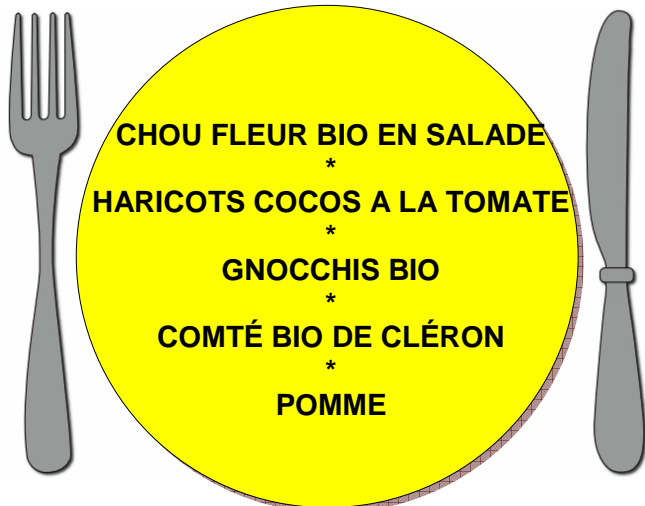 CHOU FLEUR BIO EN SALADE
*
HARICOTS COCOS A LA TOMATE
*
GNOCCHIS BIO
*
COMTÉ BIO DE CLÉRON
*
POMME